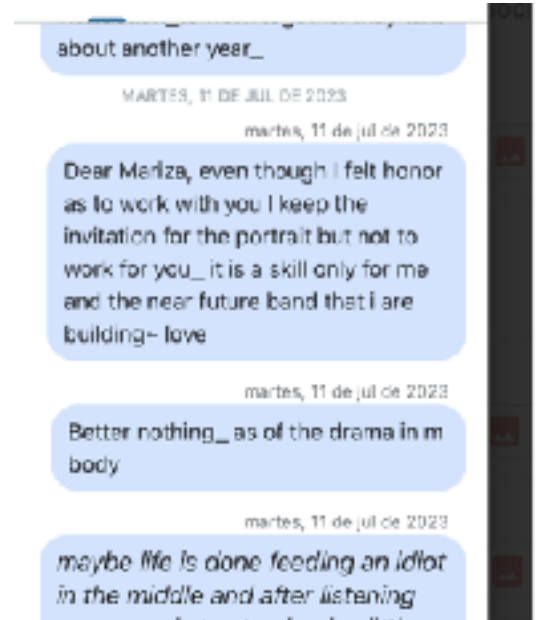 about another year_
MARTES, 11 DE JUL DE 2023
martes, 11 de jul de 2023
Dear Mariza, even though I felt honor
as to work with you I keep the
invitation for the portrait but not to
work for you_ it is a skill only for me
and the near future band that i are
building~ love
martes, 11 de jul de 2023
Better nothing_ as of the drama in m
body
martes, 11 de jul de 2023
maybe life is done feeding an idiot
in the middle and after listening